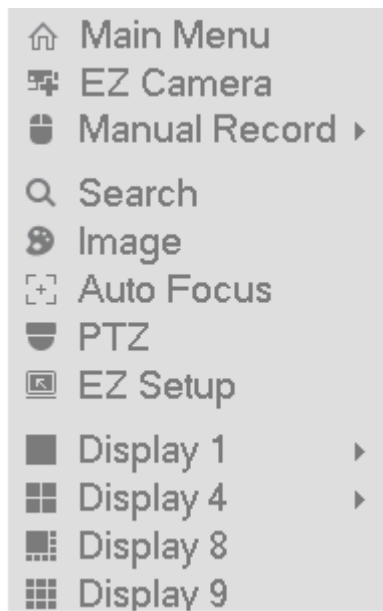 Main Menu
EZ Camera
Manual Record
Search
Image
Auto Focus
PTZ
EZ Setup
Display 1
Display 4
Display 8
Display 9